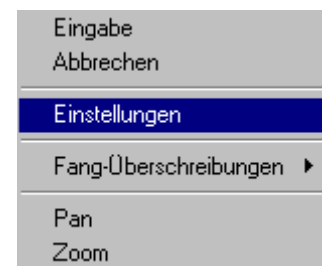 Eingabe
Abbrechen
Einstellungen
Fang-Überschreibungen
Pan
Zoom